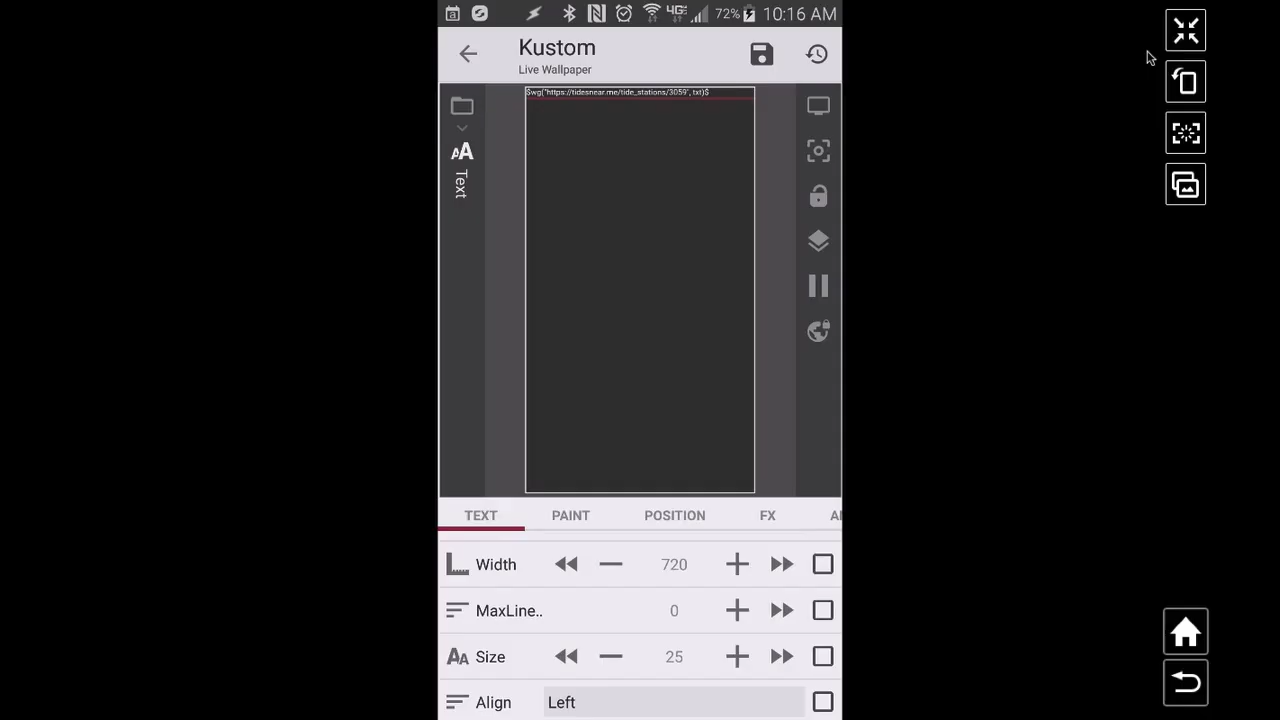 72% 10:16 AM
Kustom
Live Wallpaper
$wg("https://tidesnear.me/tide_stations/3059", txt)$
Text
TEXT PAINT POSITION FX AI
Width 720
MaxLine.. 0
Size 25
Align Left